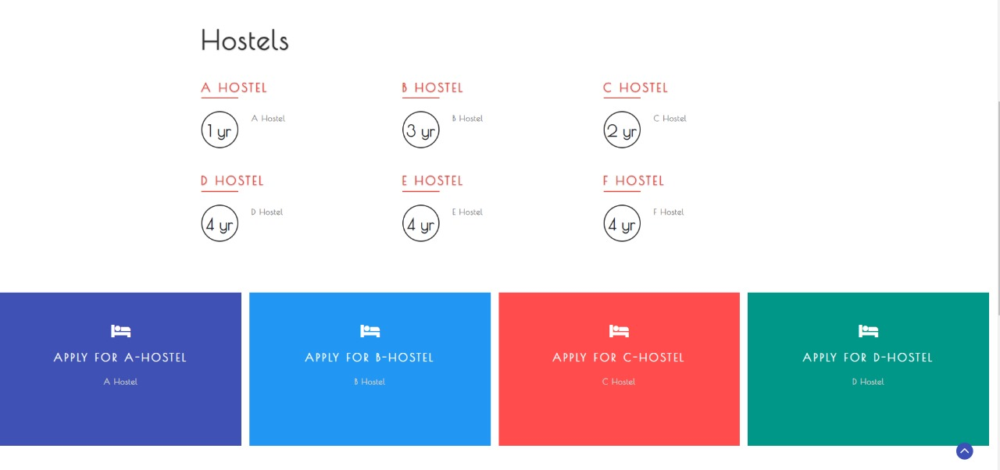 Hostels
A HOSTEL
B HOSTEL
C HOSTEL
1 yr
A Hostel
3 yr
B Hostel
2 yr
C Hostel
D HOSTEL
E HOSTEL
F HOSTEL
4 yr
D Hostel
4 yr
E Hostel
4 yr
F Hostel
APPLY FOR A-HOSTEL
A Hostel
APPLY FOR B-HOSTEL
B Hostel
APPLY FOR C-HOSTEL
C Hostel
APPLY FOR D-HOSTEL
D Hostel